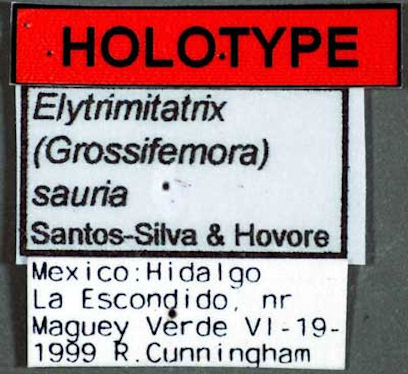 HOLOTYPE
Elytrimitatrix
(Grossifemora)
sauria
Santos-Silva & Hovore
Mexico:Hidalgo
La Escondido, nr
Maguey Verde VI-19-
1999 R.Cunningham